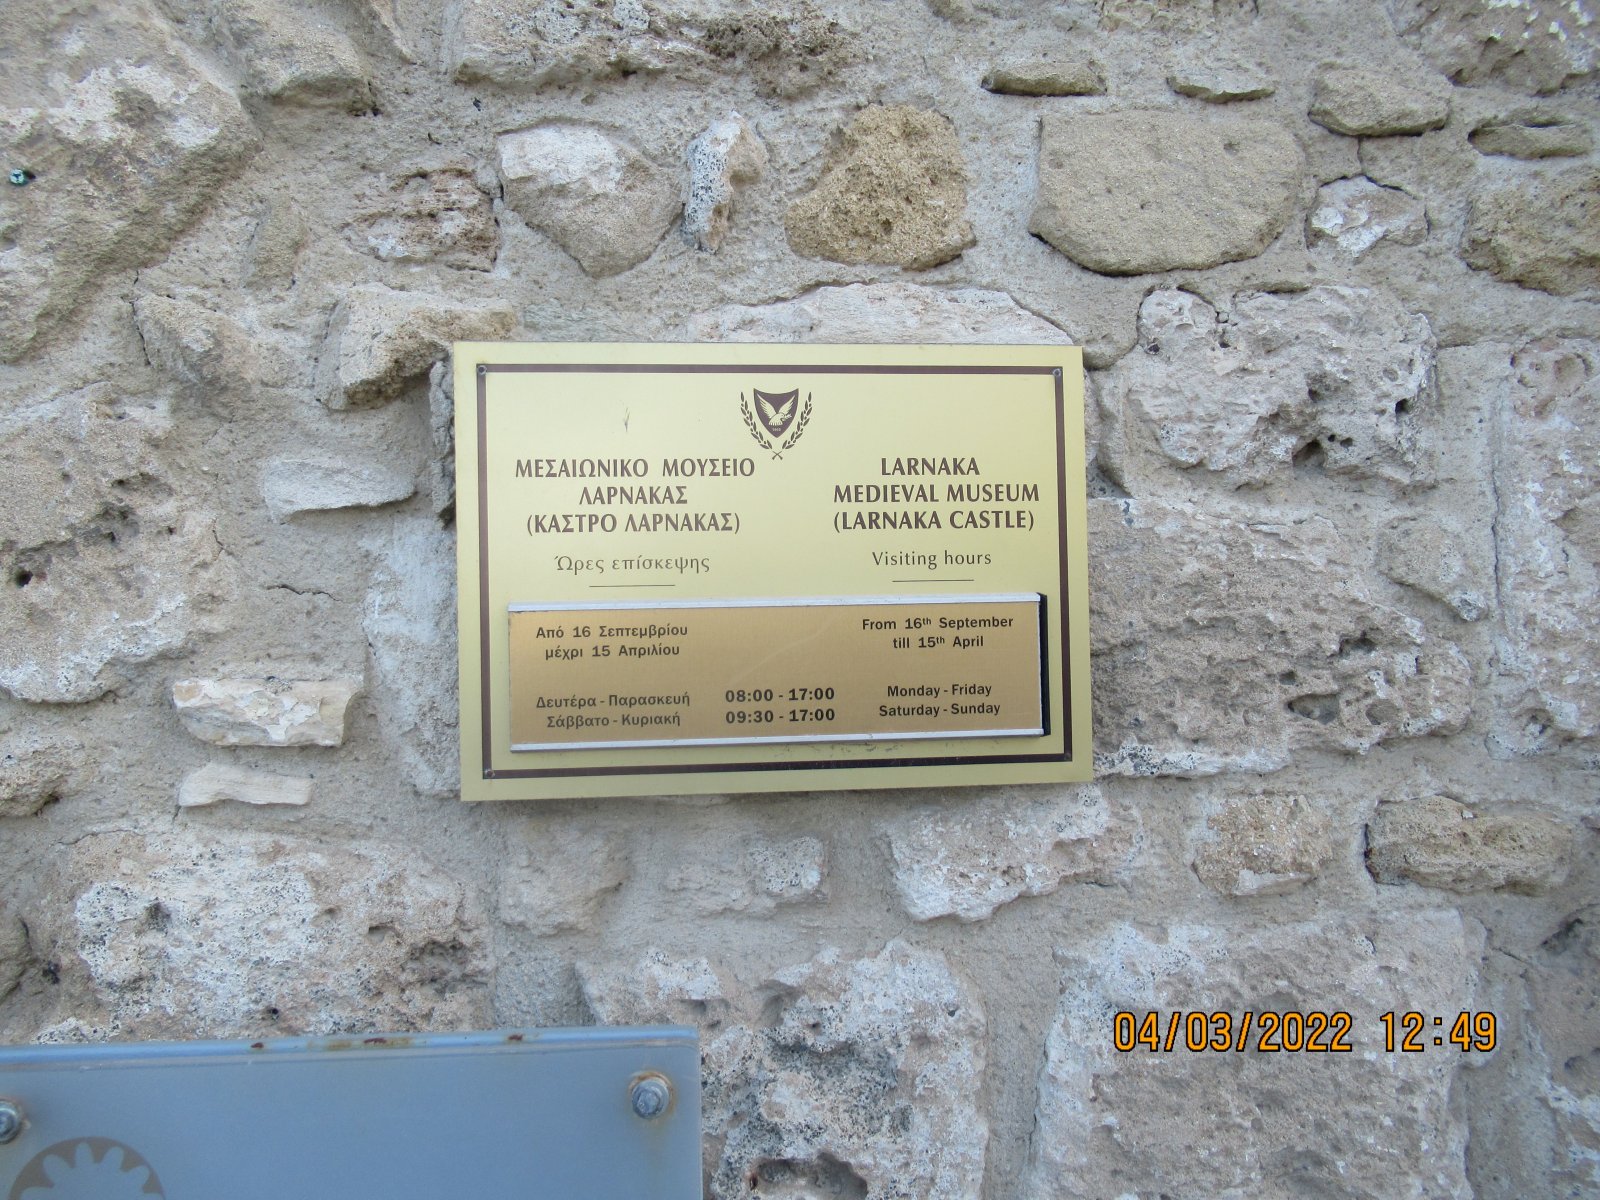 ΜΕΣΑΙΩΝΙΚΟ ΜΟΥΣΕΙΟ
ΛΑΡΝΑΚΑΣ
(ΚΑΣΤΡΟ ΛΑΡΝΑΚΑΣ)
Ώρες επίσκεψης
LARNAKA
MEDIEVAL MUSEUM
(LARNAKA CASTLE)
Visiting hours
Από 16 Σεπτεμβρίου
μέχρι 15 Απριλίου
From 16th September
till 15th April
Δευτέρα - Παρασκευή 08:00 - 17:00 Monday - Friday
Σάββατο - Κυριακή 09:30 - 17:00 Saturday - Sunday
04/03/2022 12:49